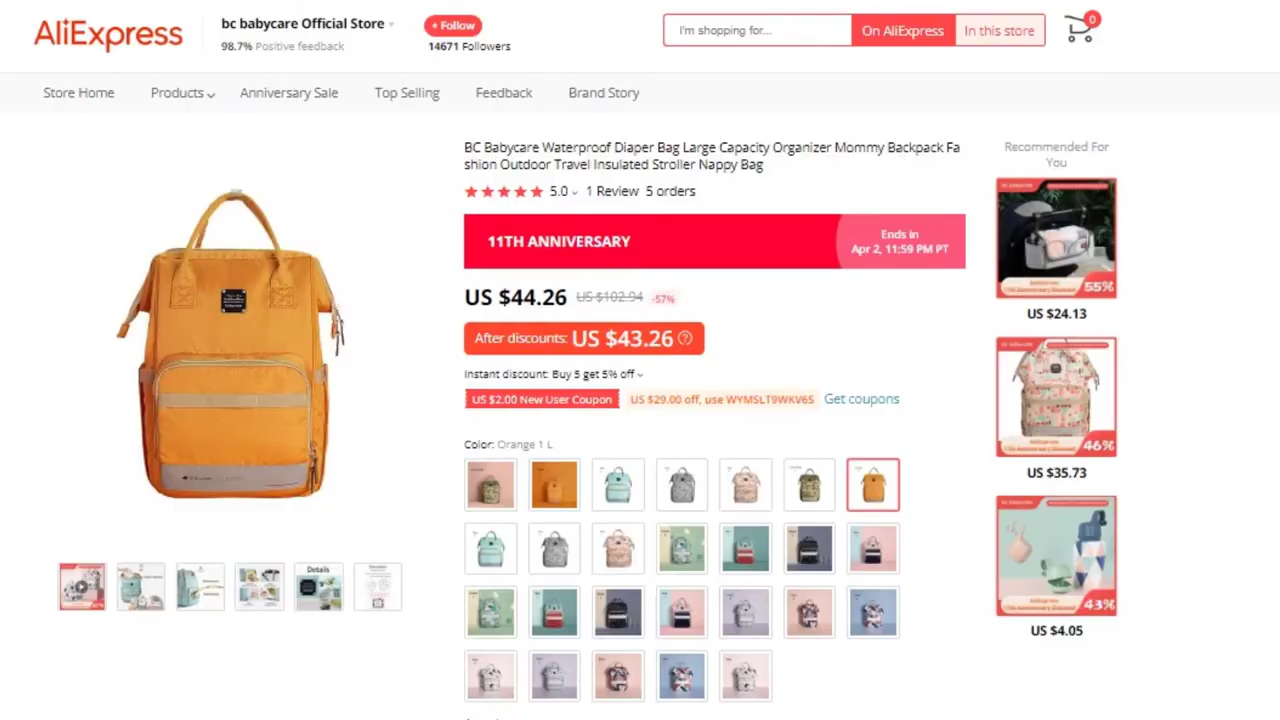 AliExpress
bc babycare Official Store
98.7% Positive feedback
+ Follow
14671 Followers
I'm shopping for...
On AliExpress
In this store
0
Store Home
Products
Anniversary Sale
Top Selling
Feedback
Brand Story
BC Babycare Waterproof Diaper Bag Large Capacity Organizer Mommy Backpack Fa
shion Outdoor Travel Insulated Stroller Nappy Bag
5.0
1 Review
5 orders
11TH ANNIVERSARY
Ends in
Apr 2, 11:59 PM PT
US $44.26 US $102.94 -57%
After discounts: US $43.26
Instant discount: Buy 5 get 5% off
US $2.00 New User Coupon
US $29.00 off, use WYMSLT9WKV6S
Get coupons
Color: Orange 1 L
Details
Recommended For
You
55%
US $24.13
46%
US $35.73
43%
US $4.05